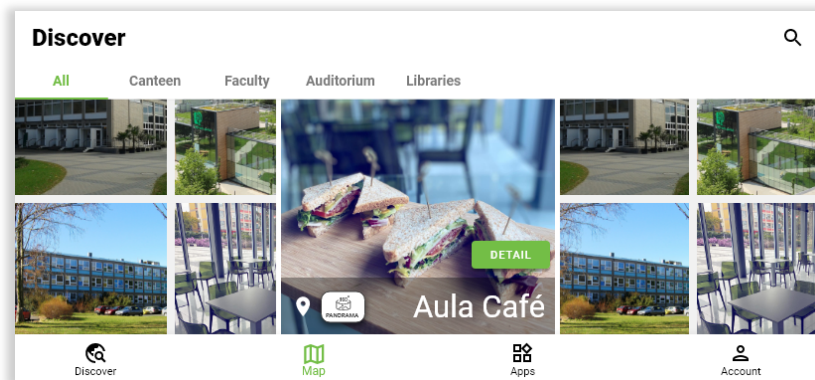 Discover
All Canteen Faculty Auditorium Libraries
DETAIL
360°
PANORAMA
Aula Café
Discover Map Apps Account